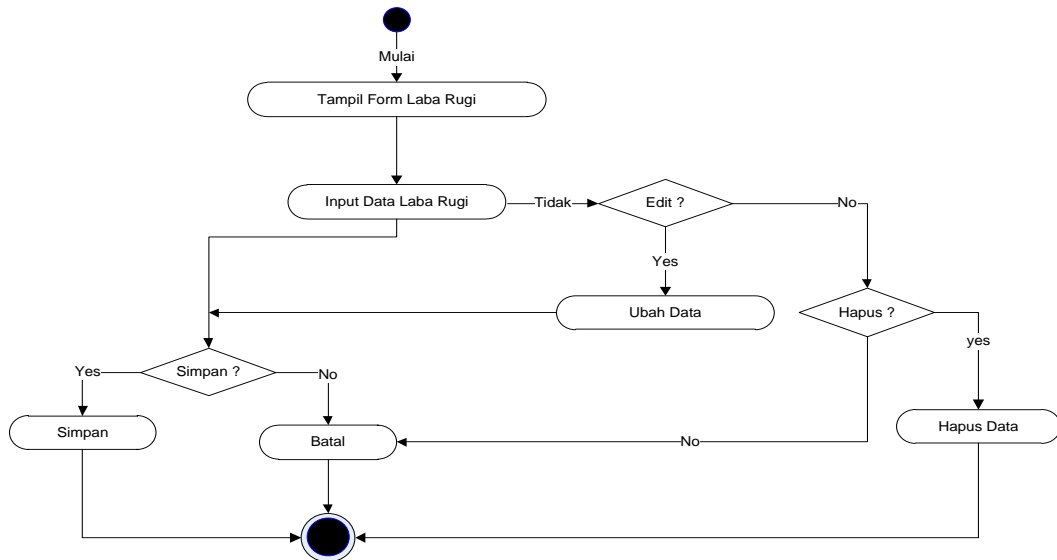 Mulai
Tampil Form Laba Rugi
Input Data Laba Rugi
Tidak
Edit ?
No
Yes
Ubah Data
Hapus ?
yes
Yes
Simpan ?
No
Simpan
Batal
No
Hapus Data